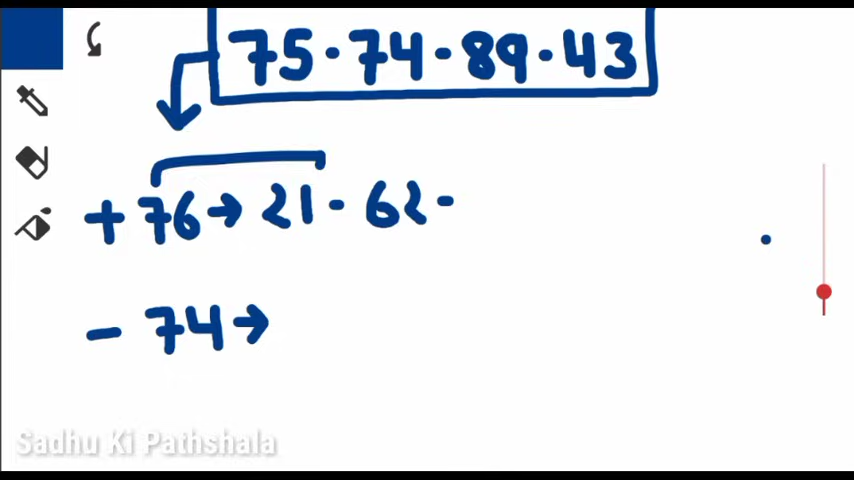 75 · 74 · 89 · 43
+ 76 → 21 · 62 ·
- 74 →
Sadhu Ki Pathshala